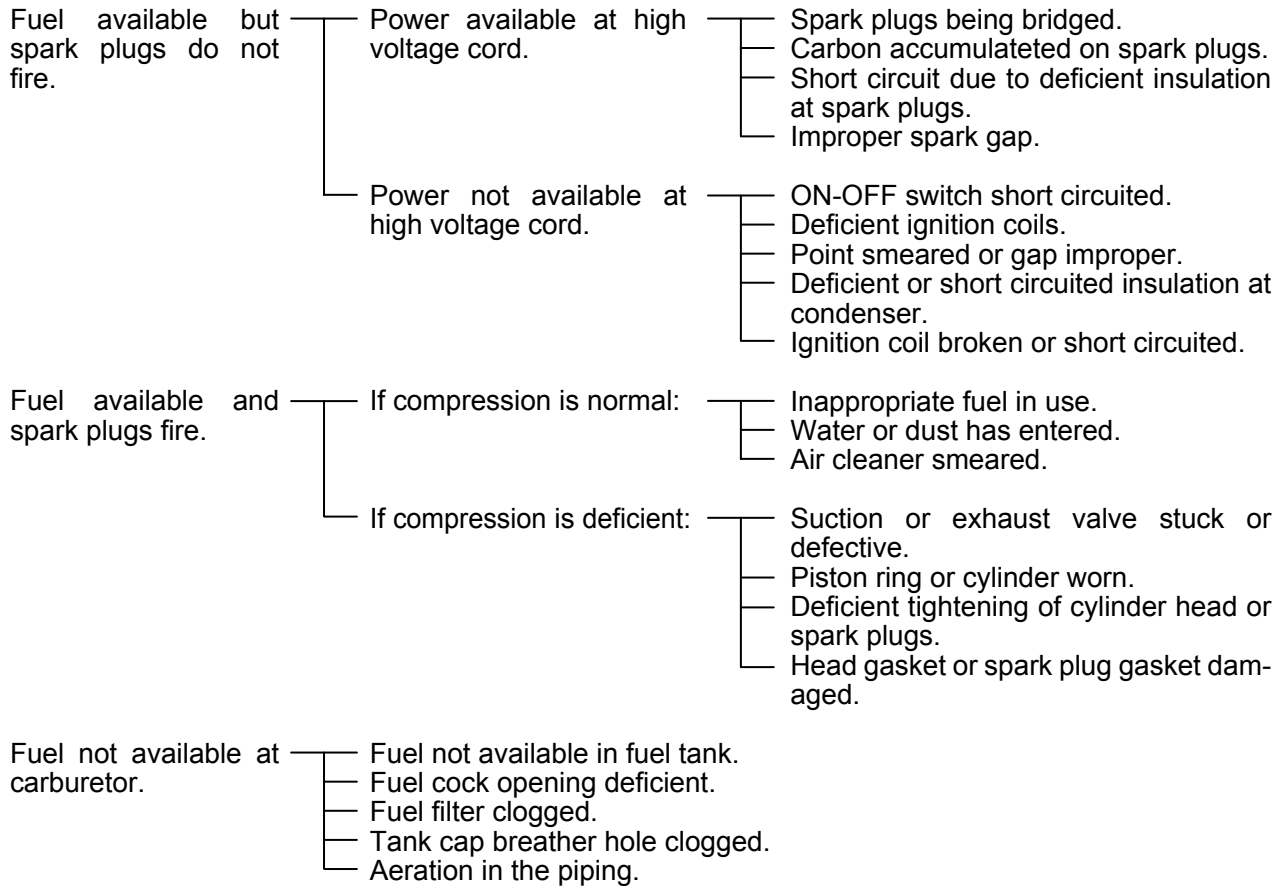 Fuel available but
spark plugs do not
fire.
Power available at high
voltage cord.
Spark plugs being bridged.
Carbon accumulateted on spark plugs.
Short circuit due to deficient insulation
at spark plugs.
Improper spark gap.
Power not available at
high voltage cord.
ON-OFF switch short circuited.
Deficient ignition coils.
Point smeared or gap improper.
Deficient or short circuited insulation at
condenser.
Ignition coil broken or short circuited.
Fuel available and
spark plugs fire.
If compression is normal:
Inappropriate fuel in use.
Water or dust has entered.
Air cleaner smeared.
If compression is deficient:
Suction or exhaust valve stuck or
defective.
Piston ring or cylinder worn.
Deficient tightening of cylinder head or
spark plugs.
Head gasket or spark plug gasket dam-
aged.
Fuel not available at
carburetor.
Fuel not available in fuel tank.
Fuel cock opening deficient.
Fuel filter clogged.
Tank cap breather hole clogged.
Aeration in the piping.